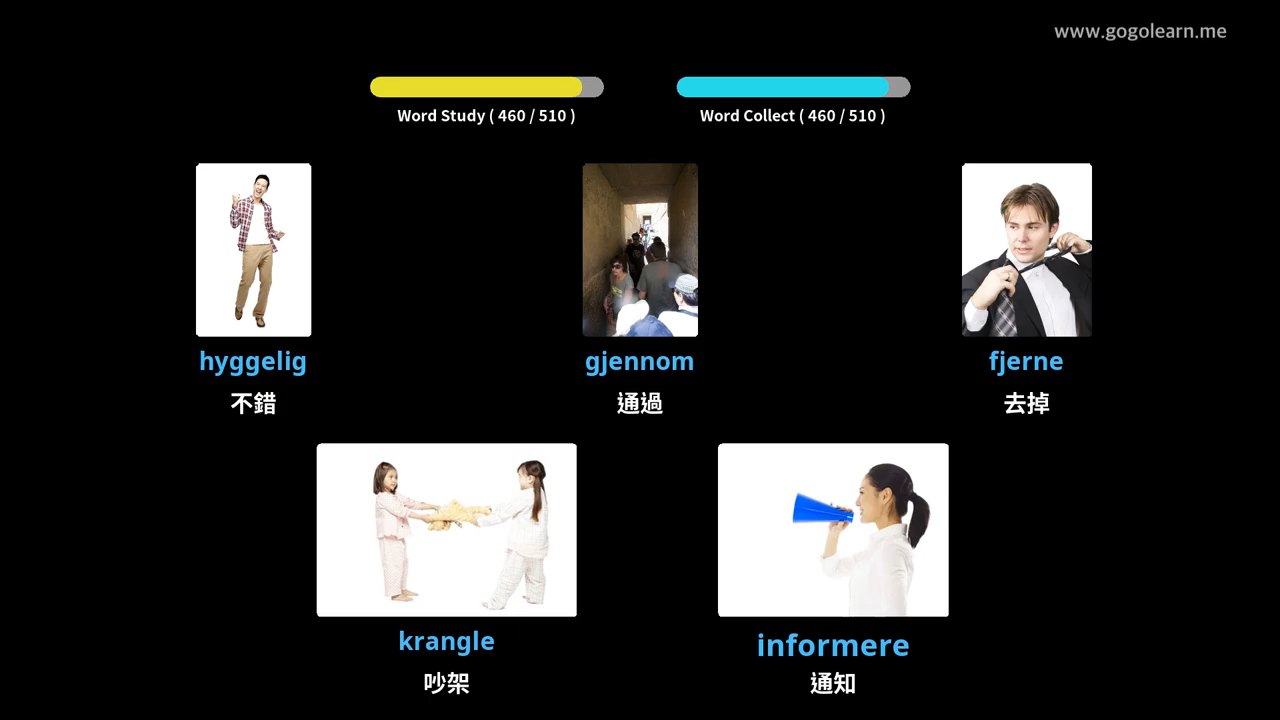 www.gogolearn.me
Word Study ( 460 / 510 )
Word Collect ( 460 / 510 )
hyggelig
不錯
gjennom
通過
fjerne
去掉
krangle
吵架
informere
通知